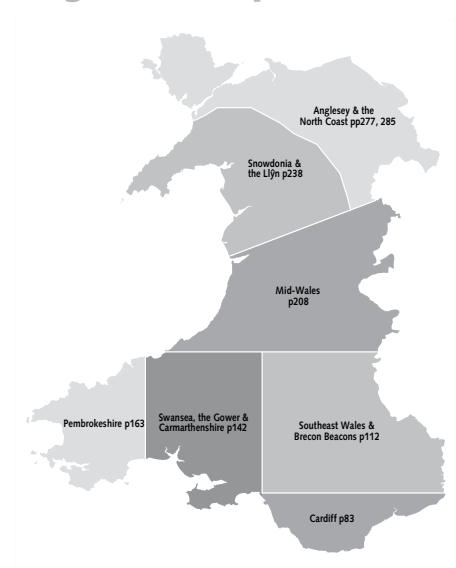 Anglesey & the
North Coast pp277, 285
Snowdonia &
the Llŷn p238
Mid-Wales
p208
Pembrokeshire p163
Swansea, the Gower &
Carmarthenshire p142
Southeast Wales &
Brecon Beacons p112
Cardiff p83